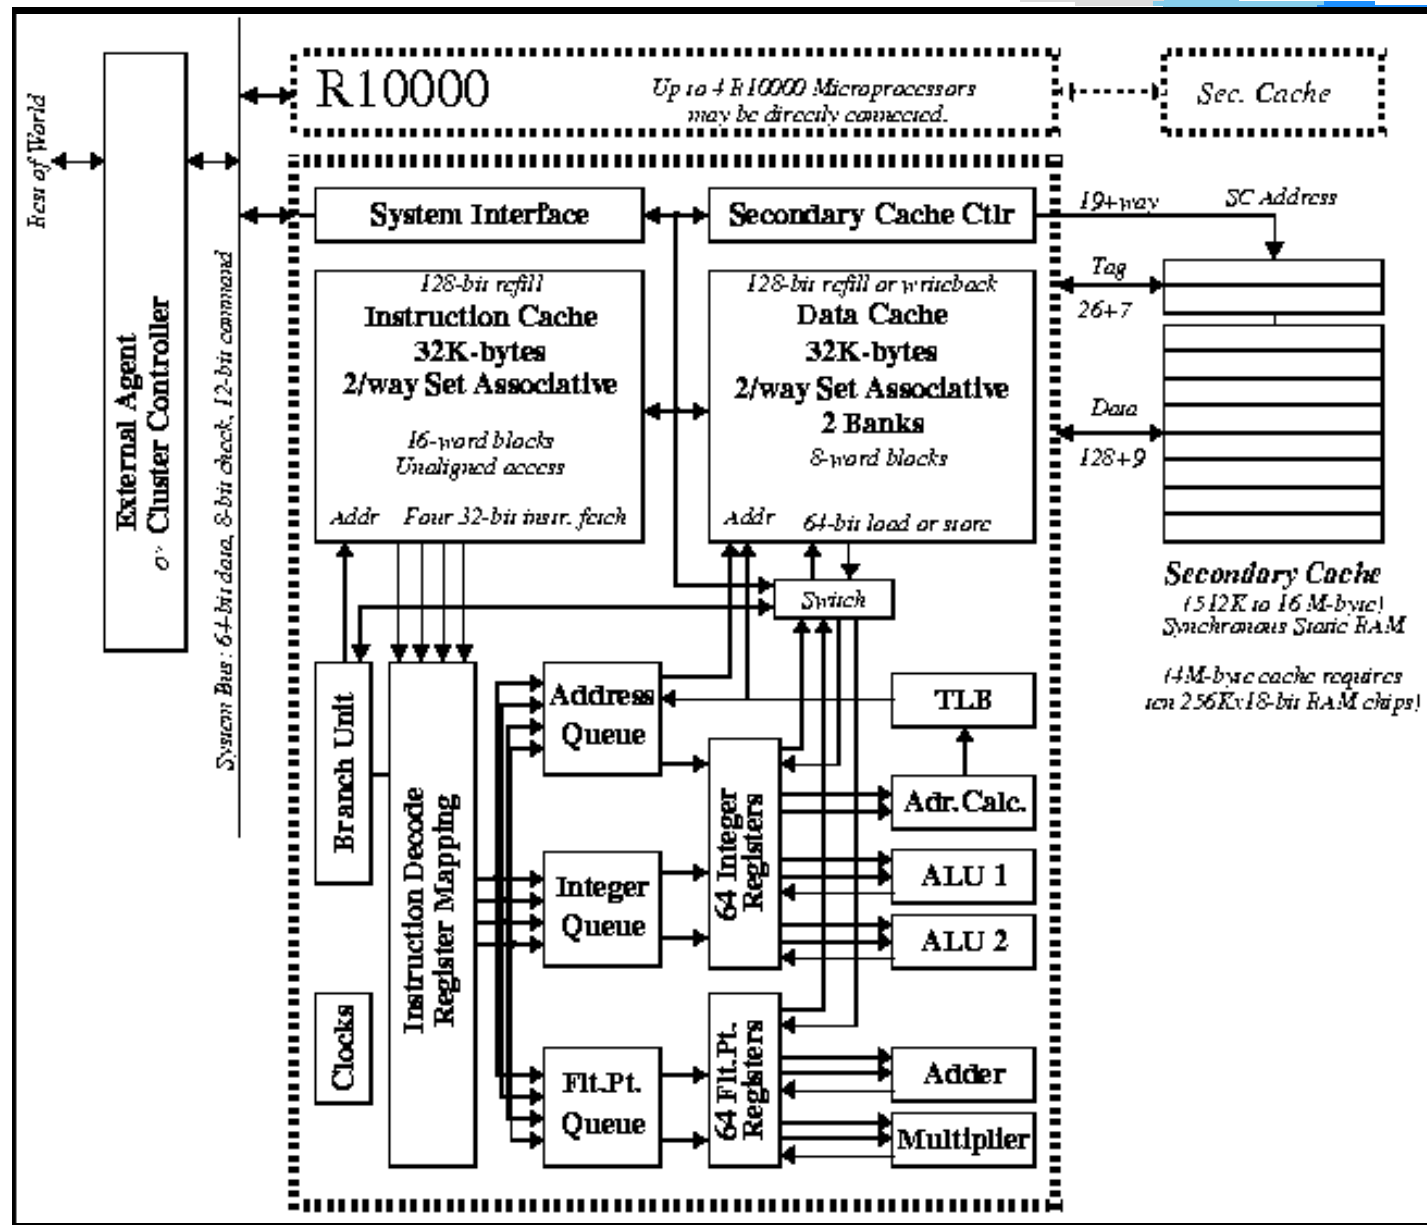 R10000
Up to 4 R10000 Microprocessors
may be directly connected.
Sec. Cache
Rest of World
External Agent
or Cluster Controller
System Bus: 64-bit data, 8-bit check, 12-bit command
System Interface
Secondary Cache Ctlr
19+way
SC Address
128-bit refill
Instruction Cache
32K-bytes
2/way Set Associative
16-word blocks
Unaligned access
Addr
Four 32-bit instr. fetch
128-bit refill or writeback
Data Cache
32K-bytes
2/way Set Associative
2 Banks
8-word blocks
Addr
64-bit load or store
Tag
26+7
Data
128+9
Secondary Cache
(512K to 16 M-byte)
Synchronous Static RAM
(4M-byte cache requires
ten 256Kx18-bit RAM chips)
Switch
Branch Unit
Clocks
Instruction Decode
Register Mapping
Address
Queue
Integer
Queue
Flt.Pt.
Queue
64 Integer
Registers
64 Flt.Pt.
Registers
TLB
Adr.Calc.
ALU 1
ALU 2
Adder
Multiplier